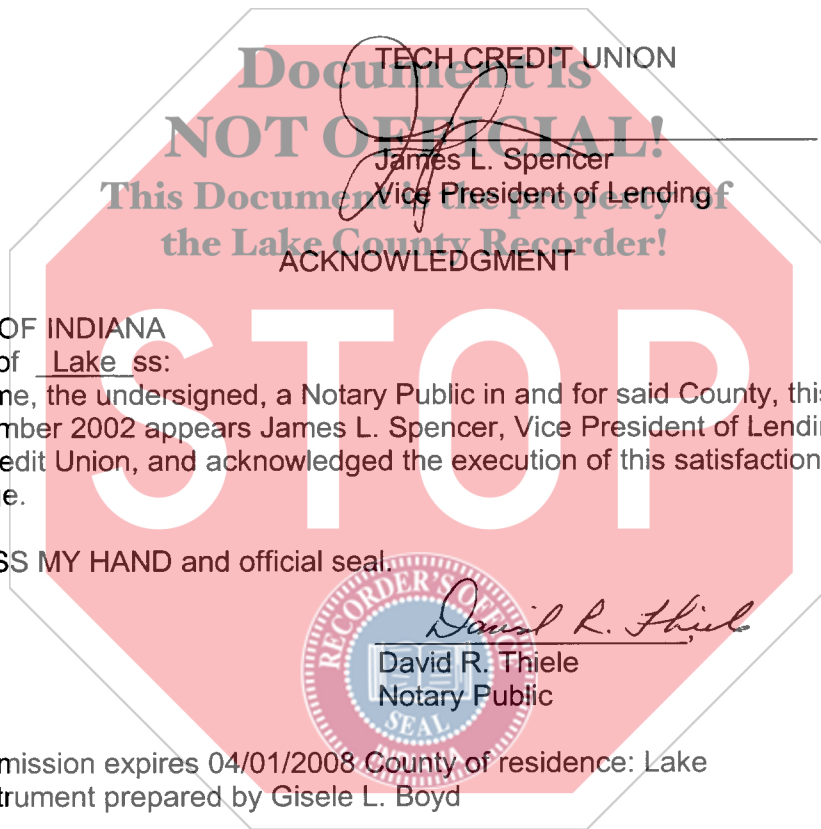 TECH CREDIT UNION
Document is
NOT OFFICIAL!
James L. Spencer
Vice President of Lending
This Document is the property of
the Lake County Recorder!
ACKNOWLEDGMENT
OF INDIANA
of Lake ss:
me, the undersigned, a Notary Public in and for said County, this
mber 2002 appears James L. Spencer, Vice President of Lendin
edit Union, and acknowledged the execution of this satisfaction
e.
STOP
SS MY HAND and official seal.
David R. Thiele
David R. Thiele
Notary Public
RECORDER'S OFFICE
SEAL
INDIANA
mission expires 04/01/2008 County of residence: Lake
trument prepared by Gisele L. Boyd